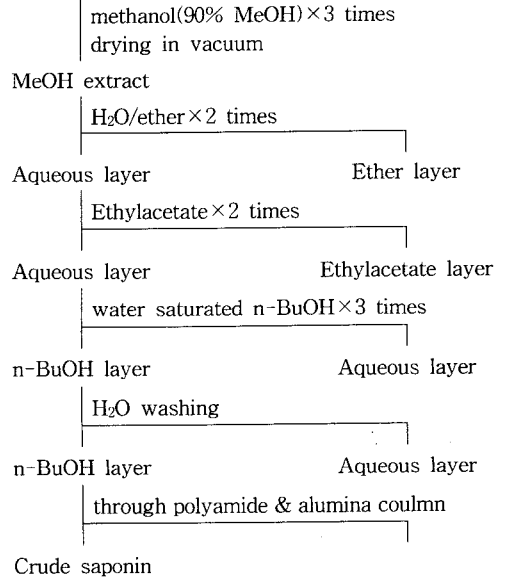 methanol(90% MeOH)×3 times
drying in vacuum
MeOH extract
H₂O/ether×2 times
Aqueous layer Ether layer
Ethylacetate×2 times
Aqueous layer Ethylacetate layer
water saturated n-BuOH×3 times
n-BuOH layer Aqueous layer
H₂O washing
n-BuOH layer Aqueous layer
through polyamide & alumina coulmn
Crude saponin